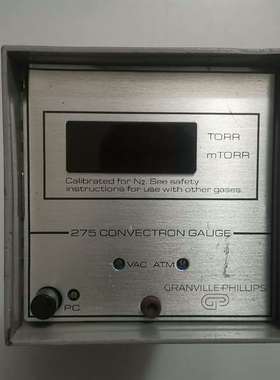 TORR
mTORR
Calibrated for N2. See safety
instructions for use with other gases.
275 CONVECTRON GAUGE
VAC ATM
GRANVILLE-PHILLIPS
GP
PC